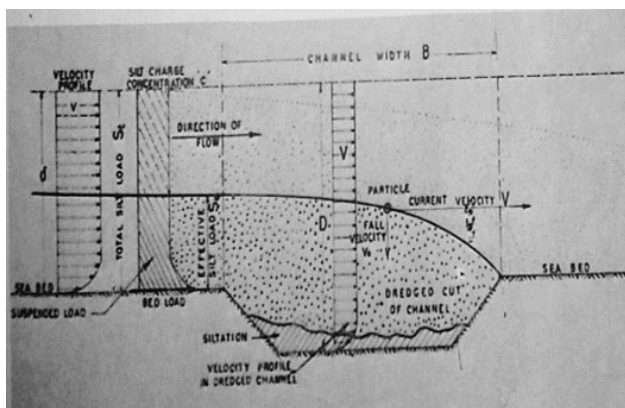 CHANNEL WIDTH B
VELOCITY
PROFILE
SILT CHARGE
CONCENTRATION 'C'
V
d
TOTAL SILT LOAD St
DIRECTION OF
FLOW
V
PARTICLE
CURRENT VELOCITY V
EFFECTIVE
SILT LOAD
D
FALL
VELOCITY
SEA BED
BED LOAD
SUSPENDED LOAD
DREDGED CUT
OF CHANNEL
SEA BED
SILTATION
VELOCITY PROFILE
IN DREDGED CHANNEL